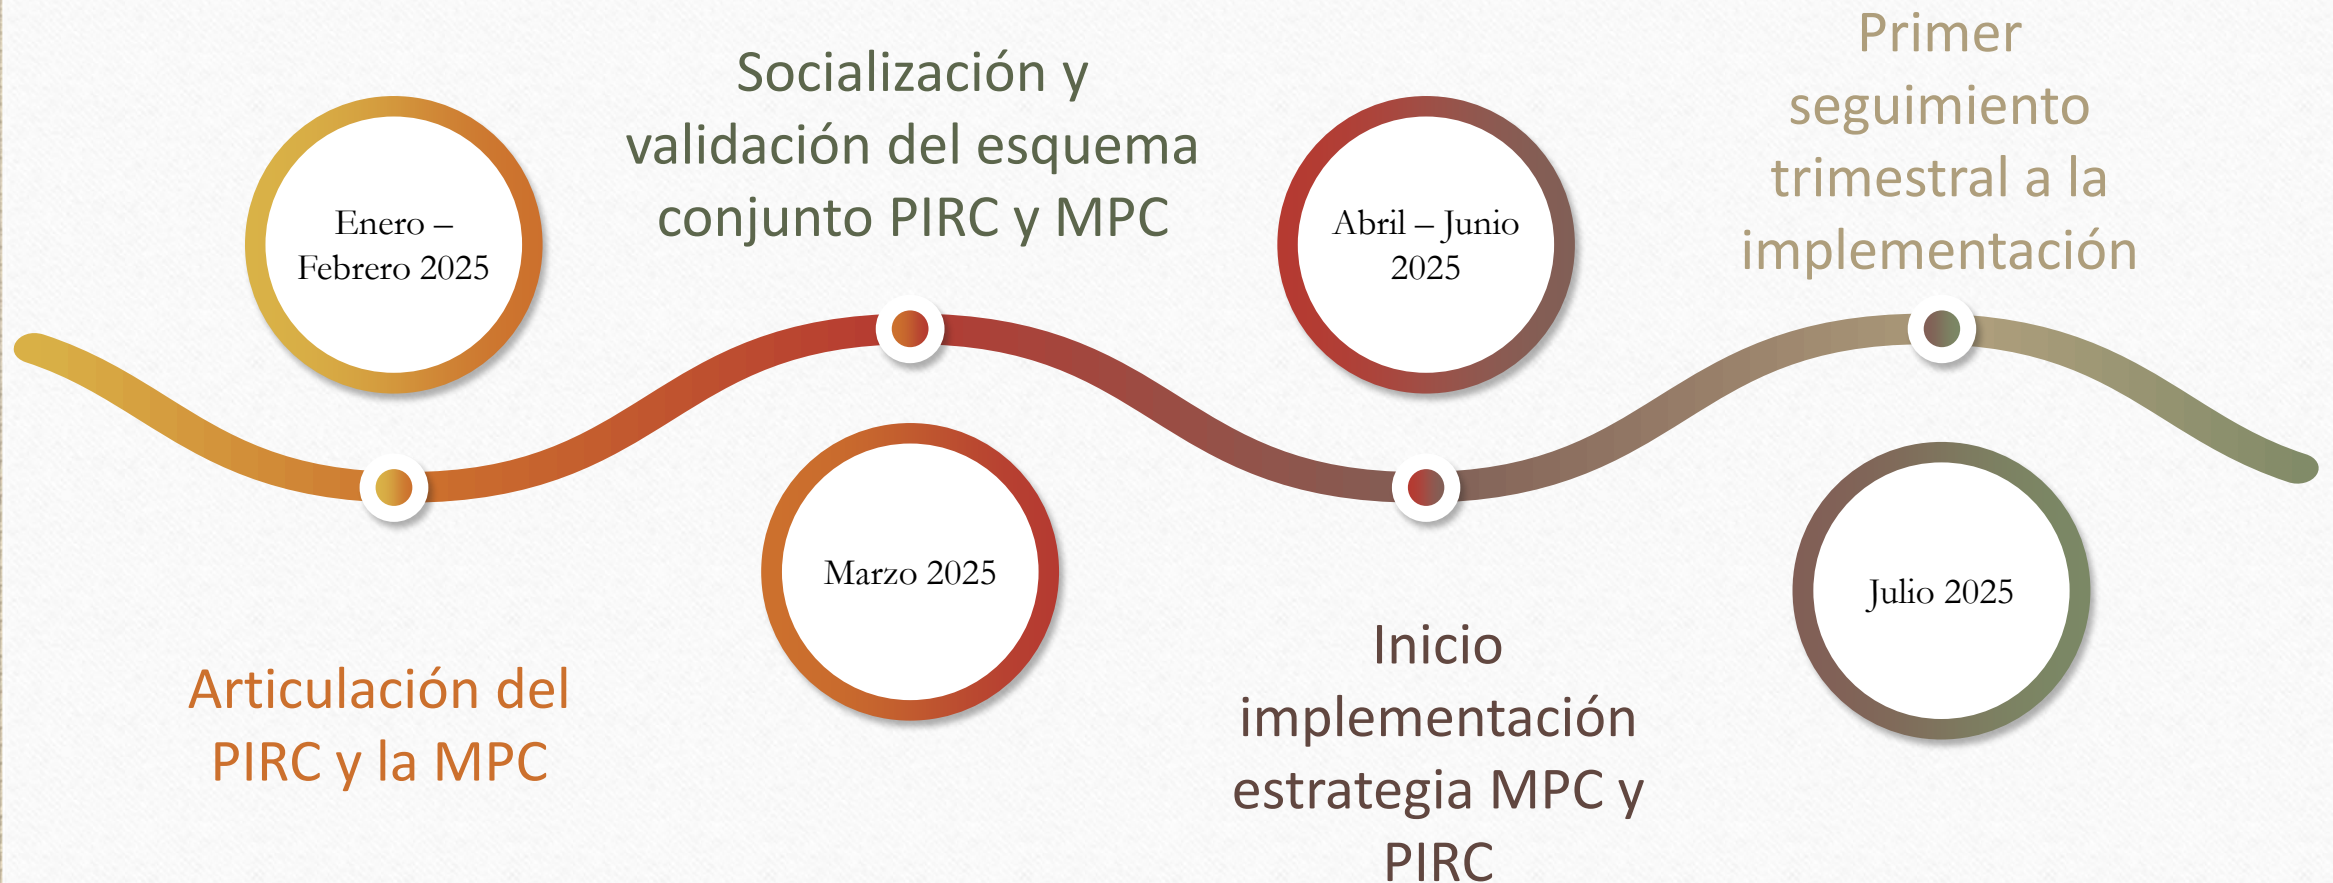 Enero –
Febrero 2025
Articulación del
PIRC y la MPC
Socialización y
validación del esquema
conjunto PIRC y MPC
Marzo 2025
Abril – Junio
2025
Inicio
implementación
estrategia MPC y
PIRC
Primer
seguimiento
trimestral a la
implementación
Julio 2025